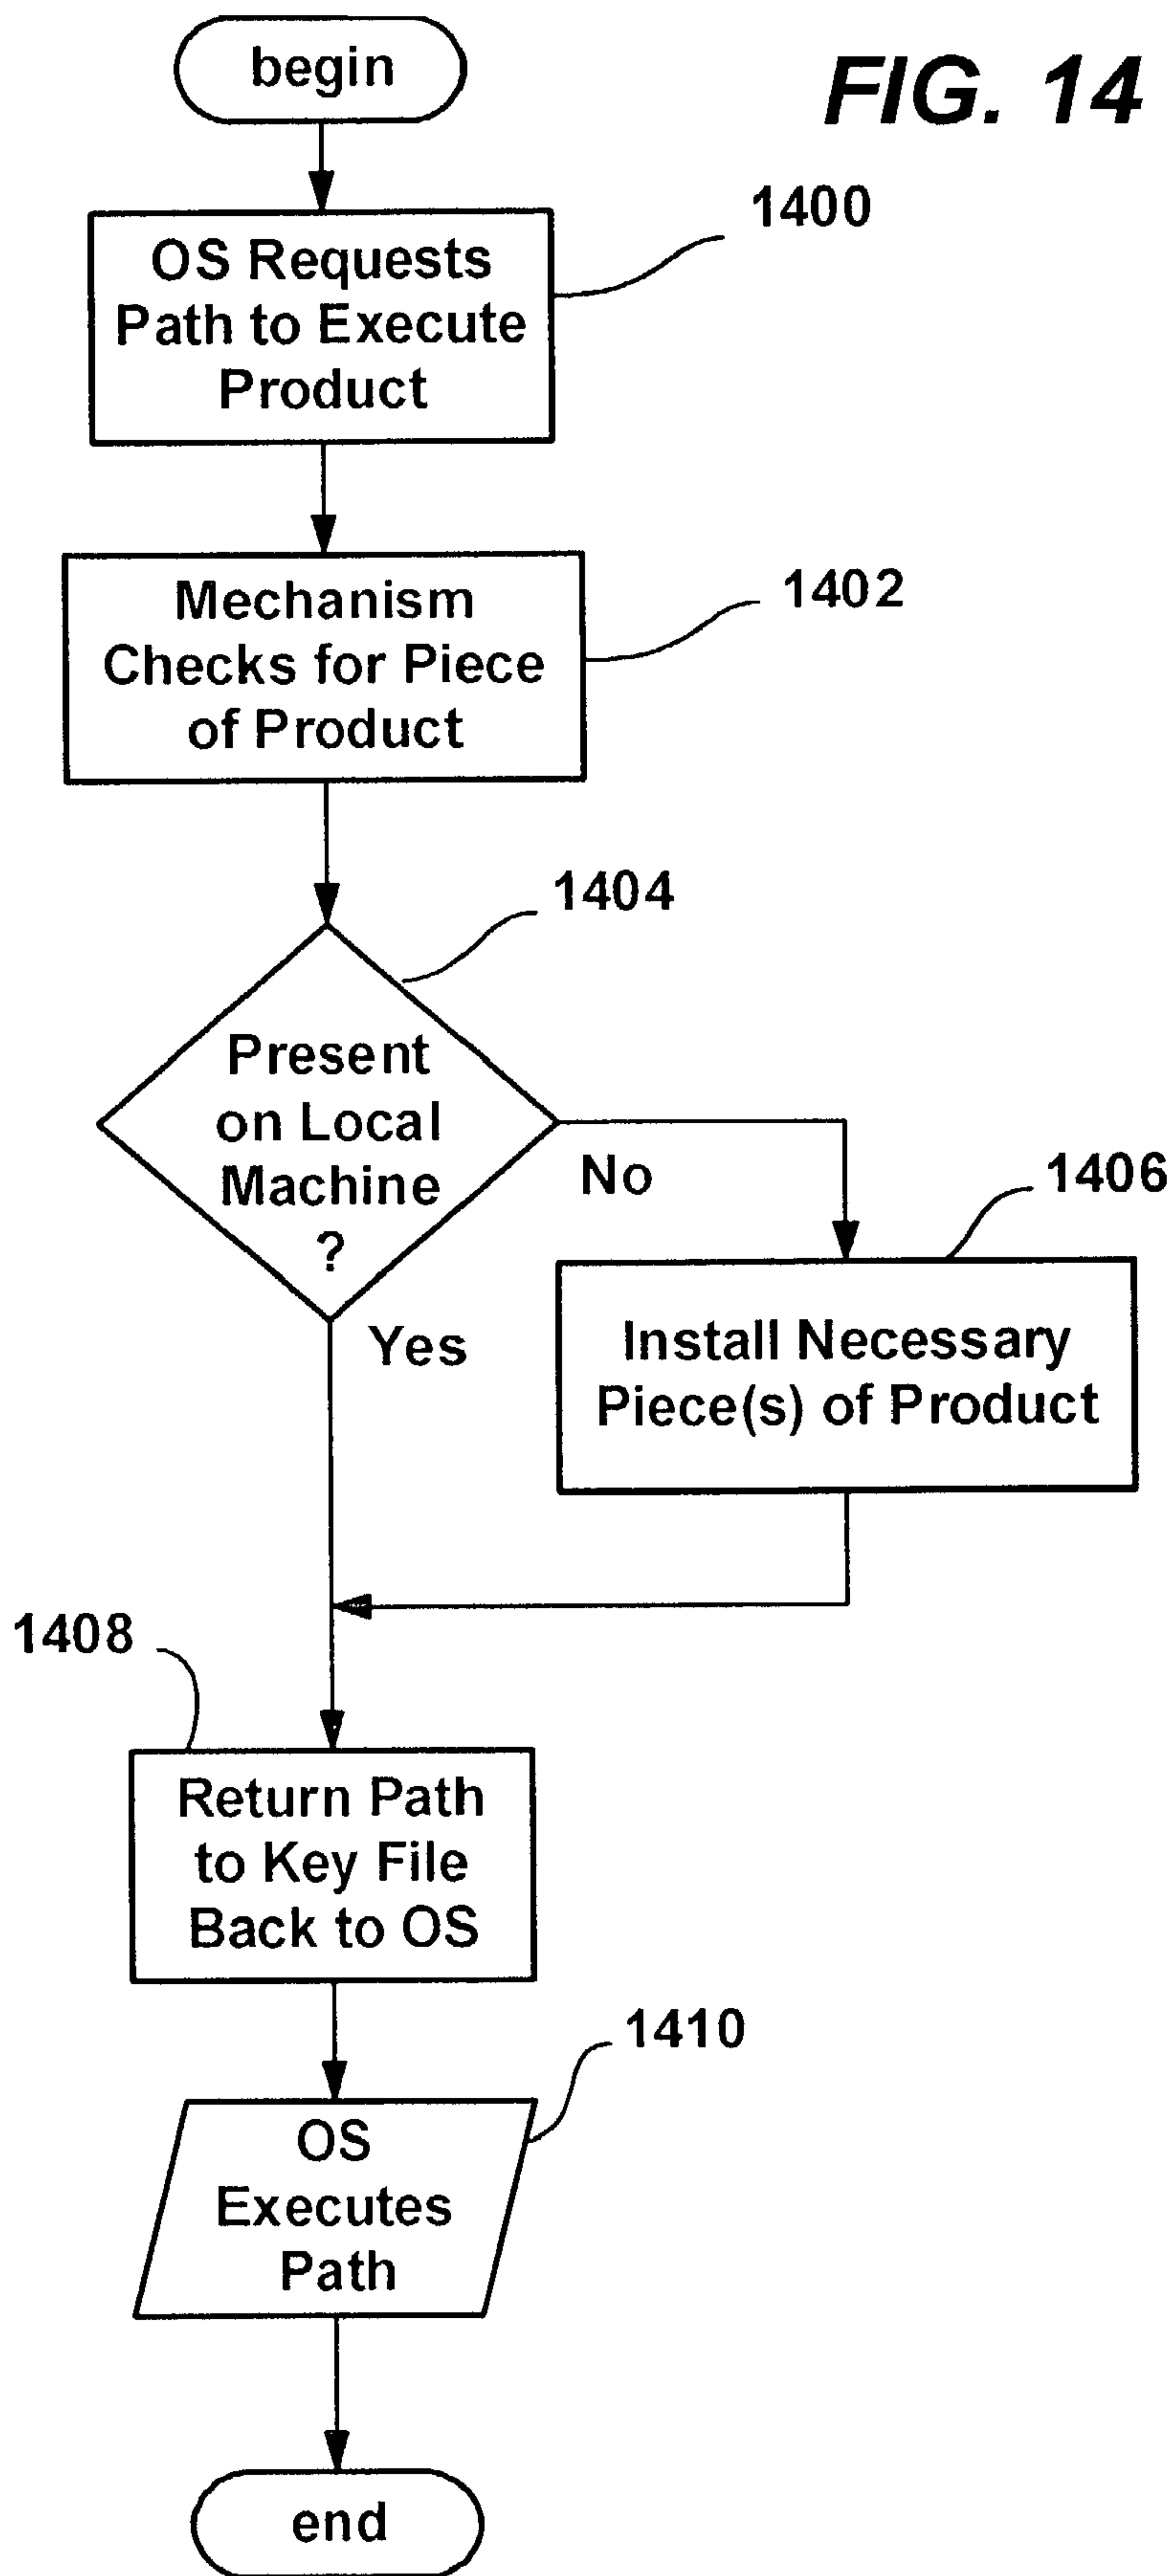 begin
FIG. 14
1400
OS Requests
Path to Execute
Product
1402
Mechanism
Checks for Piece
of Product
1404
Present
on Local
Machine
?
No
1406
Yes
Install Necessary
Piece(s) of Product
1408
Return Path
to Key File
Back to OS
1410
OS
Executes
Path
end